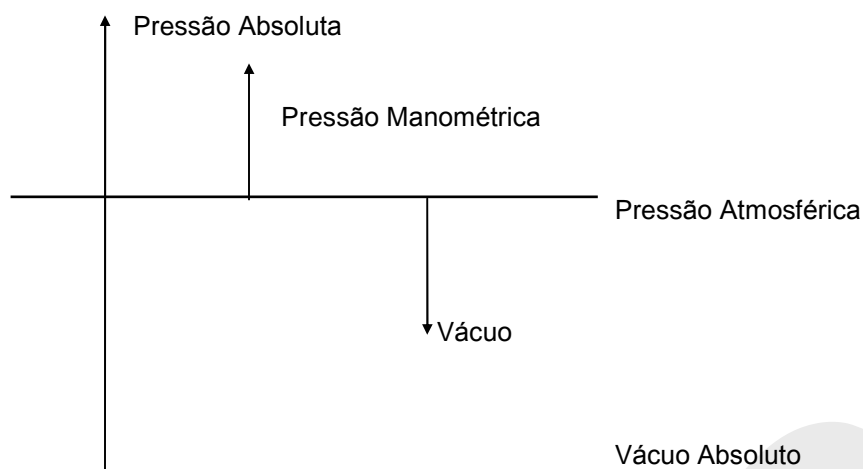 Pressão Absoluta
Pressão Manométrica
Pressão Atmosférica
Vácuo
Vácuo Absoluto